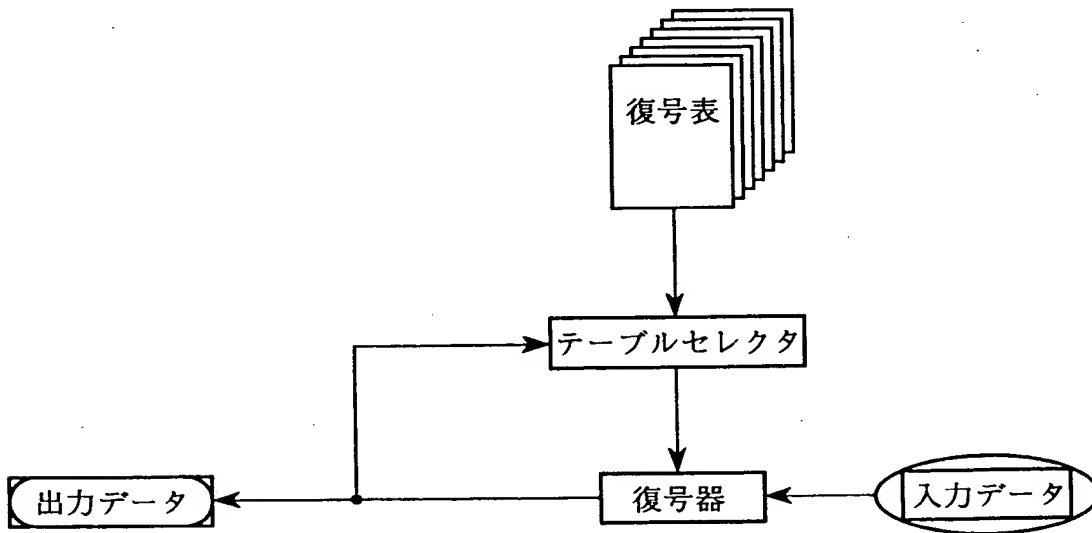 復号表
テーブルセレクタ
出力データ
復号器
入力データ